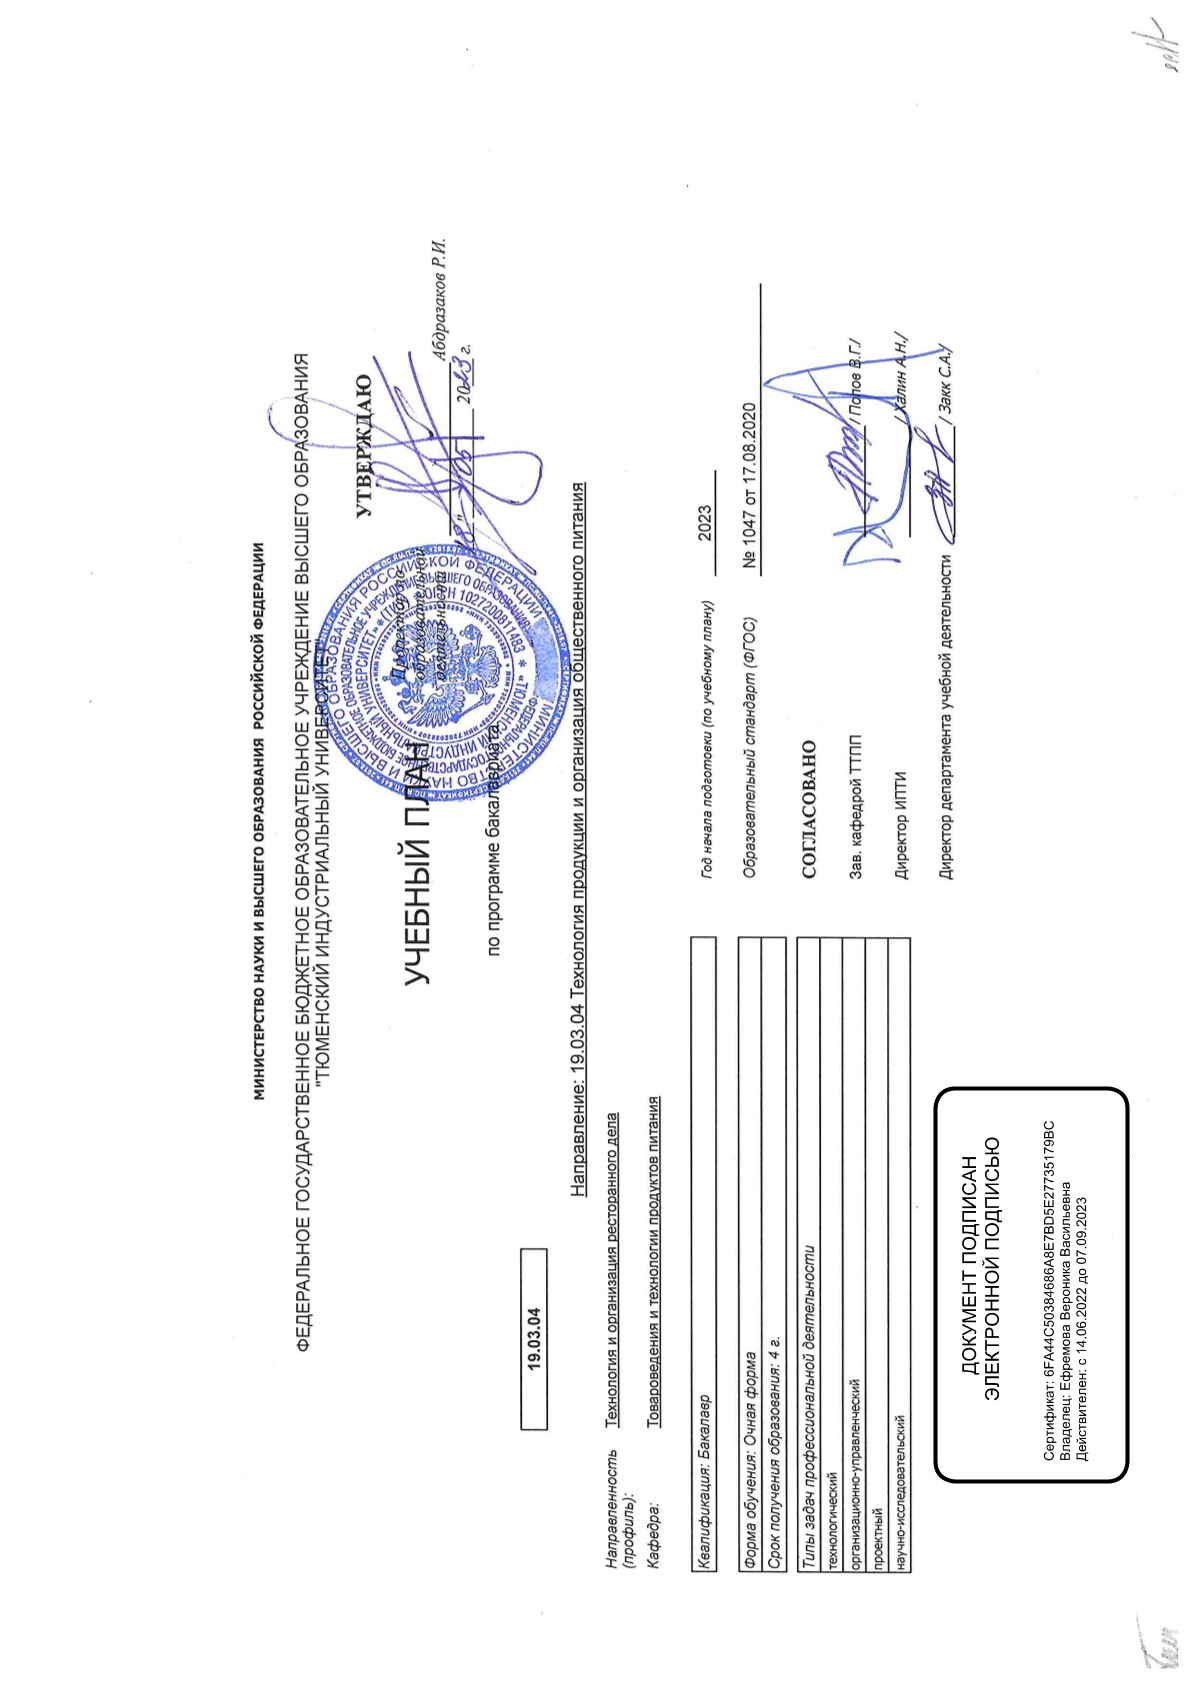 МИНИСТЕРСТВО НАУКИ И ВЫСШЕГО ОБРАЗОВАНИЯ РОССИЙСКОЙ ФЕДЕРАЦИИ
ФЕДЕРАЛЬНОЕ ГОСУДАРСТВЕННОЕ БЮДЖЕТНОЕ ОБРАЗОВАТЕЛЬНОЕ УЧРЕЖДЕНИЕ ВЫСШЕГО ОБРАЗОВАНИЯ
"ТЮМЕНСКИЙ ИНДУСТРИАЛЬНЫЙ УНИВЕРСИТЕТ"
УТВЕРЖДАЮ
Проректор по
образовательной
деятельности
Абдразаков Р.И.
2023 г.
УЧЕБНЫЙ ПЛАН
по программе бакалавриата
19.03.04
Направление: 19.03.04 Технология продукции и организация общественного питания
Направленность (профиль): Технология и организация ресторанного дела
Кафедра: Товароведения и технологии продуктов питания
Квалификация: Бакалавр
Форма обучения: Очная форма
Срок получения образования: 4 г.
Типы задач профессиональной деятельности
технологический
организационно-управленческий
проектный
научно-исследовательский
Год начала подготовки (по учебному плану) 2023
Образовательный стандарт (ФГОС) № 1047 от 17.08.2020
СОГЛАСОВАНО
Зав. кафедрой ТТПП / Попов В.Г./
Директор ИПТИ / Халин А.Н./
Директор департамента учебной деятельности / Закк С.А./
ДОКУМЕНТ ПОДПИСАН
ЭЛЕКТРОННОЙ ПОДПИСЬЮ
Сертификат: 6FA44C50384686A8E7BD5E27735179BC
Владелец: Ефремова Вероника Васильевна
Действителен: с 14.06.2022 до 07.09.2023